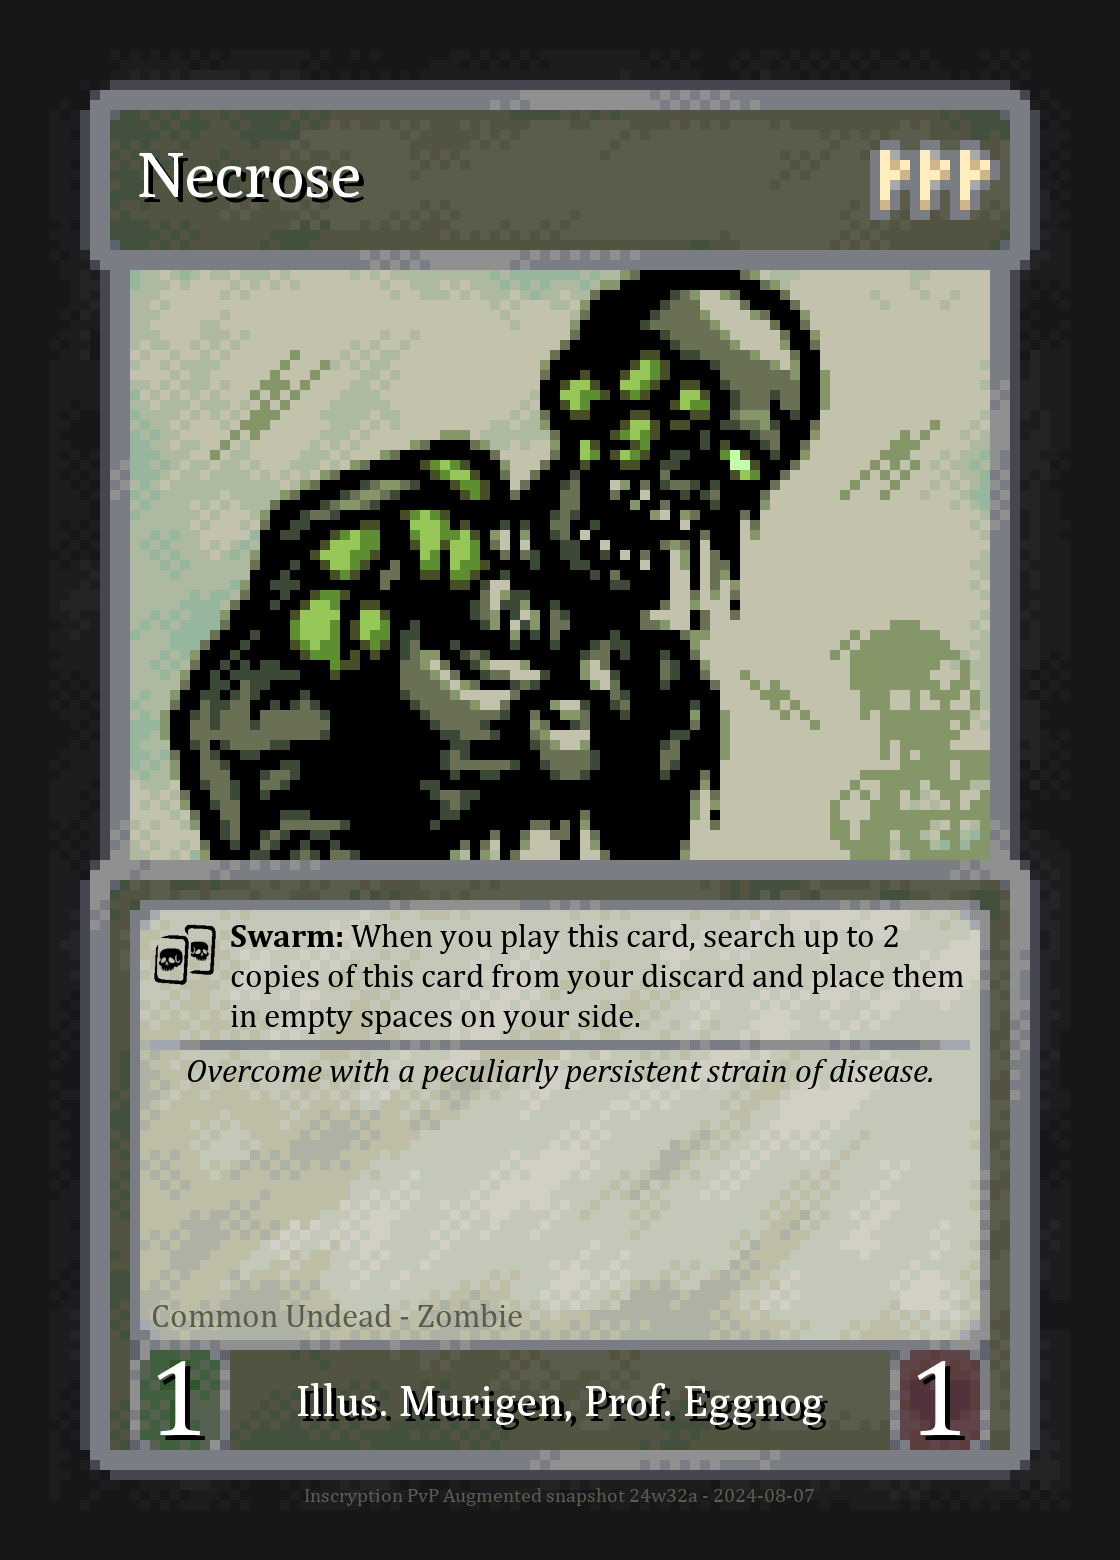 Necrose
Swarm: When you play this card, search up to 2
copies of this card from your discard and place them
in empty spaces on your side.
Overcome with a peculiarly persistent strain of disease.
Common Undead - Zombie
1
Illus. Murigen, Prof. Eggnog
1
Inscryption PvP Augmented snapshot 24w32a - 2024-08-07